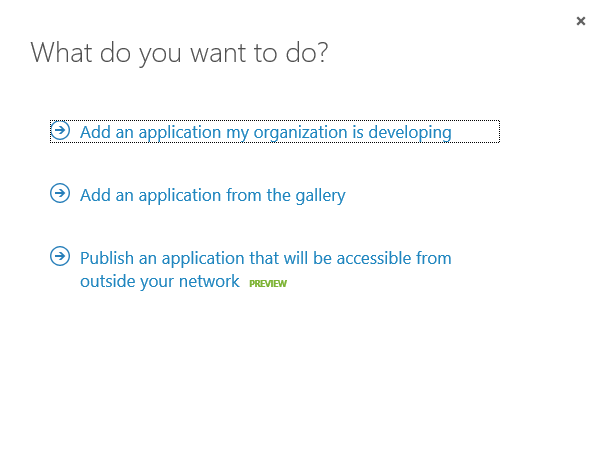 What do you want to do?
Add an application my organization is developing
Add an application from the gallery
Publish an application that will be accessible from
outside your network PREVIEW